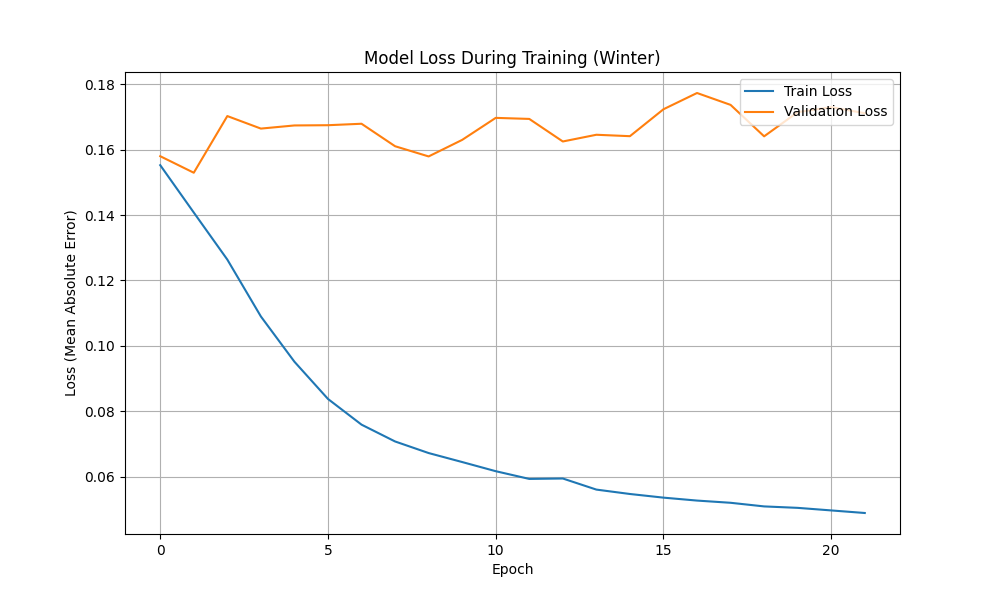 Model Loss During Training (Winter)
Train Loss
Validation Loss
Loss (Mean Absolute Error)
0.18
0.16
0.14
0.12
0.10
0.08
0.06
0 5 10 15 20
Epoch